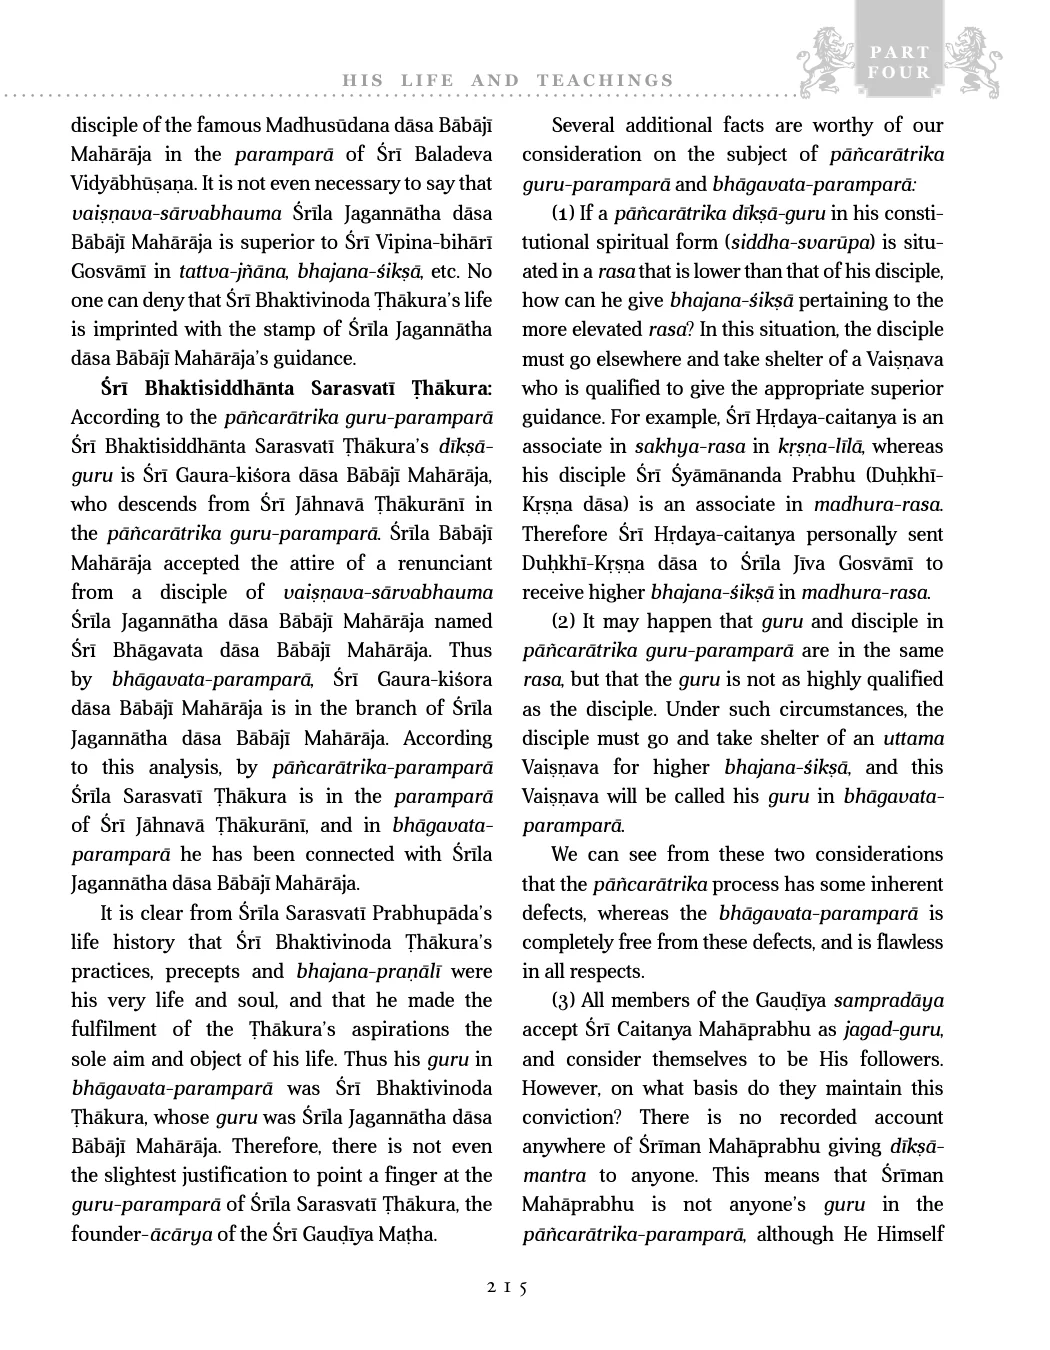 HIS LIFE AND TEACHINGS
PART
FOUR
disciple of the famous Madhusūdana dāsa Bābājī
Mahārāja in the paramparā of Śrī Baladeva
Vidyābhūṣaṇa. It is not even necessary to say that
vaiṣṇava-sārvabhauma Śrīla Jagannātha dāsa
Bābājī Mahārāja is superior to Śrī Vipina-bihārī
Gosvāmī in tattva-jñāna, bhajana-śikṣā, etc. No
one can deny that Śrī Bhaktivinoda Ṭhākura’s life
is imprinted with the stamp of Śrīla Jagannātha
dāsa Bābājī Mahārāja’s guidance.
Śrī Bhaktisiddhānta Sarasvatī Ṭhākura:
According to the pāñcarātrika guru-paramparā
Śrī Bhaktisiddhānta Sarasvatī Ṭhākura’s dīkṣā-
guru is Śrī Gaura-kiśora dāsa Bābājī Mahārāja,
who descends from Śrī Jāhnavā Ṭhākurānī in
the pāñcarātrika guru-paramparā. Śrīla Bābājī
Mahārāja accepted the attire of a renunciant
from a disciple of vaiṣṇava-sārvabhauma
Śrīla Jagannātha dāsa Bābājī Mahārāja named
Śrī Bhāgavata dāsa Bābājī Mahārāja. Thus
by bhāgavata-paramparā, Śrī Gaura-kiśora
dāsa Bābājī Mahārāja is in the branch of Śrīla
Jagannātha dāsa Bābājī Mahārāja. According
to this analysis, by pāñcarātrika-paramparā
Śrīla Sarasvatī Ṭhākura is in the paramparā
of Śrī Jāhnavā Ṭhākurānī, and in bhāgavata-
paramparā he has been connected with Śrīla
Jagannātha dāsa Bābājī Mahārāja.
It is clear from Śrīla Sarasvatī Prabhupāda’s
life history that Śrī Bhaktivinoda Ṭhākura’s
practices, precepts and bhajana-praṇālī were
his very life and soul, and that he made the
fulfilment of the Ṭhākura’s aspirations the
sole aim and object of his life. Thus his guru in
bhāgavata-paramparā was Śrī Bhaktivinoda
Ṭhākura, whose guru was Śrīla Jagannātha dāsa
Bābājī Mahārāja. Therefore, there is not even
the slightest justification to point a finger at the
guru-paramparā of Śrīla Sarasvatī Ṭhākura, the
founder-ācārya of the Śrī Gauḍīya Maṭha.
Several additional facts are worthy of our
consideration on the subject of pāñcarātrika
guru-paramparā and bhāgavata-paramparā:
(1) If a pāñcarātrika dīkṣā-guru in his consti-
tutional spiritual form (siddha-svarūpa) is situ-
ated in a rasa that is lower than that of his disciple,
how can he give bhajana-śikṣā pertaining to the
more elevated rasa? In this situation, the disciple
must go elsewhere and take shelter of a Vaiṣṇava
who is qualified to give the appropriate superior
guidance. For example, Śrī Hṛdaya-caitanya is an
associate in sakhya-rasa in kṛṣṇa-līlā, whereas
his disciple Śrī Śyāmānanda Prabhu (Duḥkhī-
Kṛṣṇa dāsa) is an associate in madhura-rasa.
Therefore Śrī Hṛdaya-caitanya personally sent
Duḥkhī-Kṛṣṇa dāsa to Śrīla Jīva Gosvāmī to
receive higher bhajana-śikṣā in madhura-rasa.
(2) It may happen that guru and disciple in
pāñcarātrika guru-paramparā are in the same
rasa, but that the guru is not as highly qualified
as the disciple. Under such circumstances, the
disciple must go and take shelter of an uttama
Vaiṣṇava for higher bhajana-śikṣā, and this
Vaiṣṇava will be called his guru in bhāgavata-
paramparā.
We can see from these two considerations
that the pāñcarātrika process has some inherent
defects, whereas the bhāgavata-paramparā is
completely free from these defects, and is flawless
in all respects.
(3) All members of the Gauḍīya sampradāya
accept Śrī Caitanya Mahāprabhu as jagad-guru,
and consider themselves to be His followers.
However, on what basis do they maintain this
conviction? There is no recorded account
anywhere of Śrīman Mahāprabhu giving dīkṣā-
mantra to anyone. This means that Śrīman
Mahāprabhu is not anyone’s guru in the
pāñcarātrika-paramparā, although He Himself
215